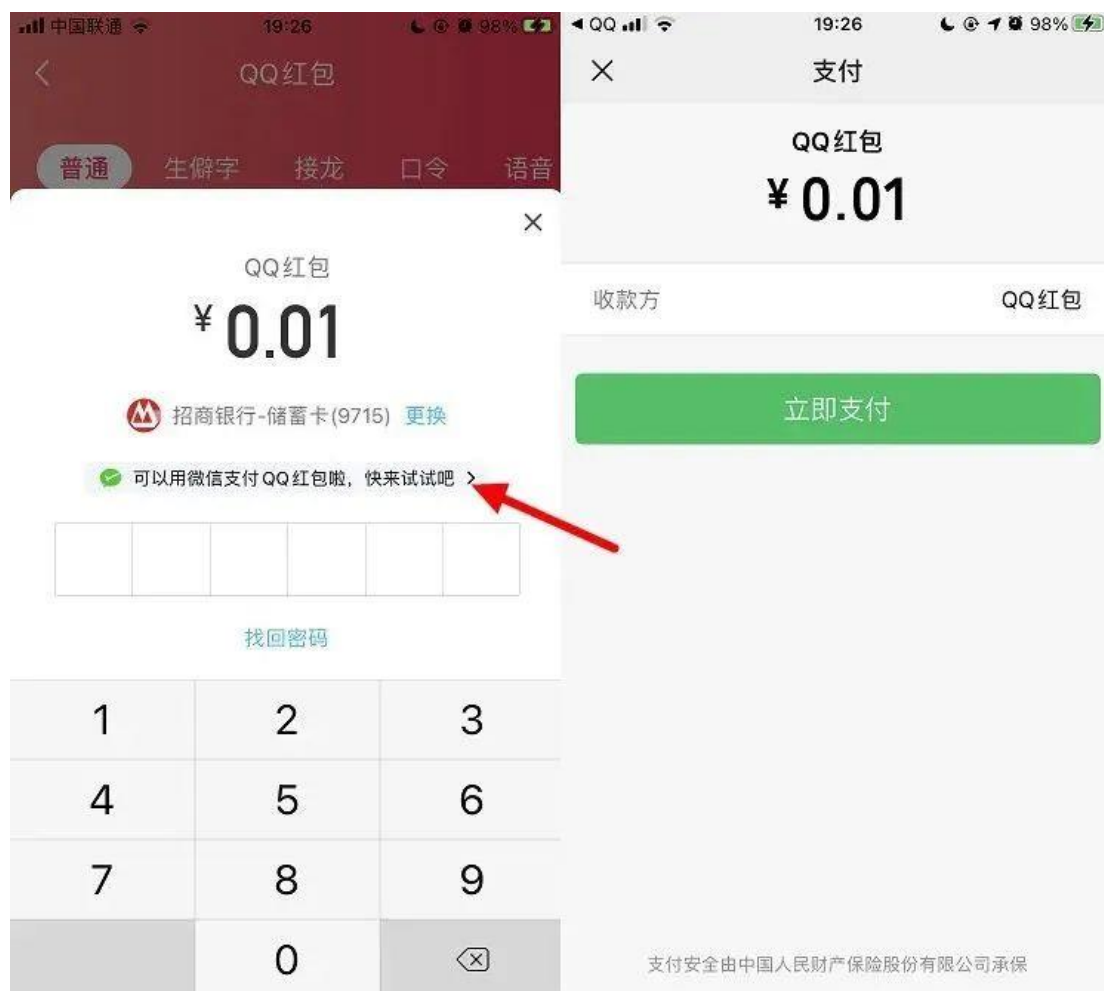 中国联通 19:26 98%
QQ红包
普通 生僻字 接龙 口令 语音
QQ红包
¥0.01
招商银行-储蓄卡(9715) 更换
可以用微信支付QQ红包啦，快来试试吧
找回密码
1 2 3
4 5 6
7 8 9
0
QQ 19:26 98%
支付
QQ红包
¥0.01
收款方 QQ红包
立即支付
支付安全由中国人民财产保险股份有限公司承保